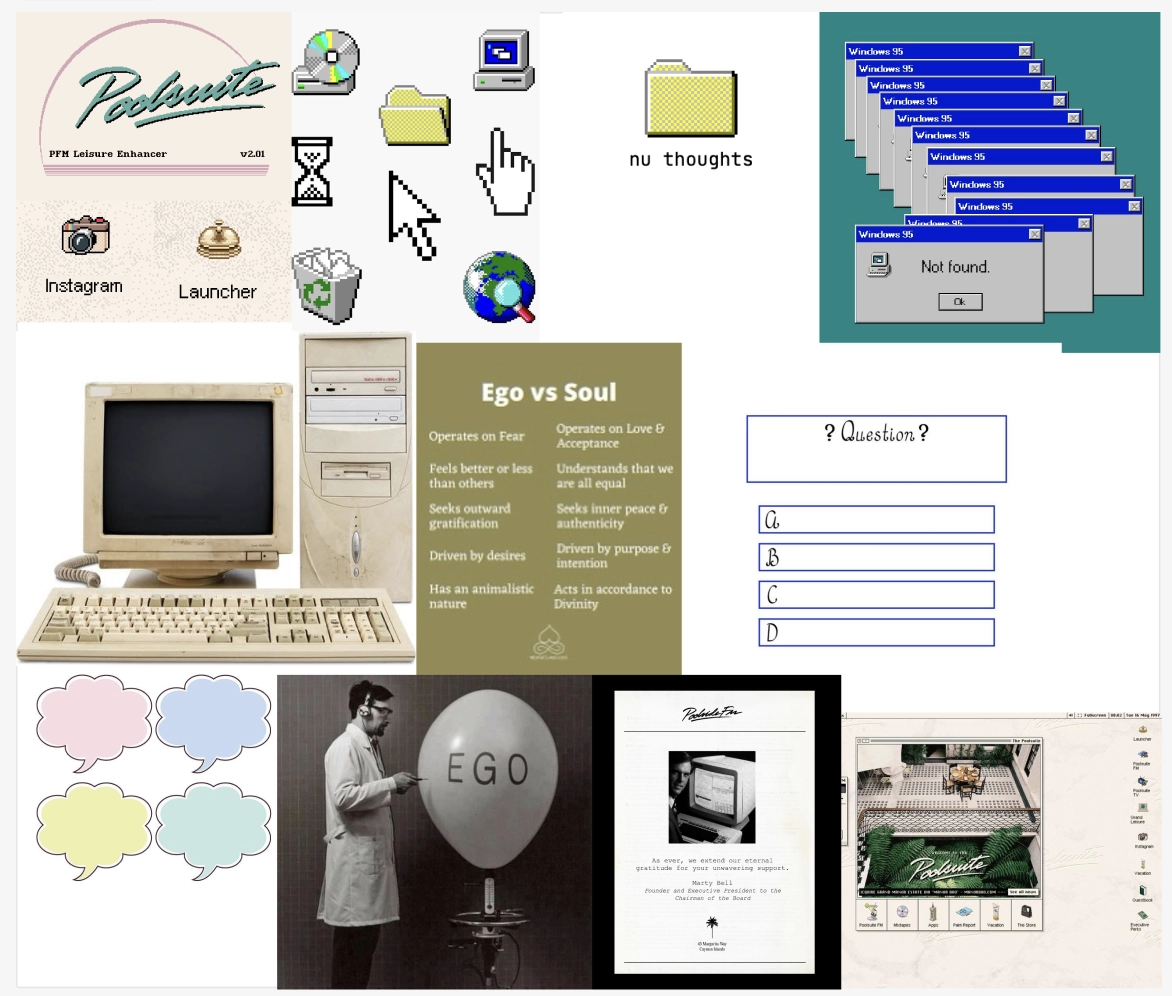 Poolsuite
PFM Leisure Enhancer
v2.01
Instagram
Launcher
nu thoughts
Windows 95
Windows 95
Windows 95
Windows 95
Windows 95
Windows 95
Windows 95
Windows 95
Windows 95
Windows 95
Windows 95
Not found.
Ok
Ego vs Soul
Operates on Fear
Operates on Love &
Acceptance
Feels better or less
than others
Understands that we
are all equal
Seeks outward
gratification
Seeks inner peace &
authenticity
Driven by desires
Driven by purpose &
intention
Has an animalistic
nature
Acts in accordance to
Divinity
? Question ?
A
B
C
D
EGO
Poolside Fm
As ever, we extend our eternal
gratitude for your unwavering support.
Marty Bell
Founder and Executive President to the
Chairman of the Board
The Poolsuite
Poolsuite
See all news
Poolsuite FM
Mixtapes
Apps
Palm Report
Vacation
The Store
Launcher
Poolsuite
FM
Poolsuite
TV
Grand
Leisure
Instagram
Vacation
Guestbook
Executive
Perks